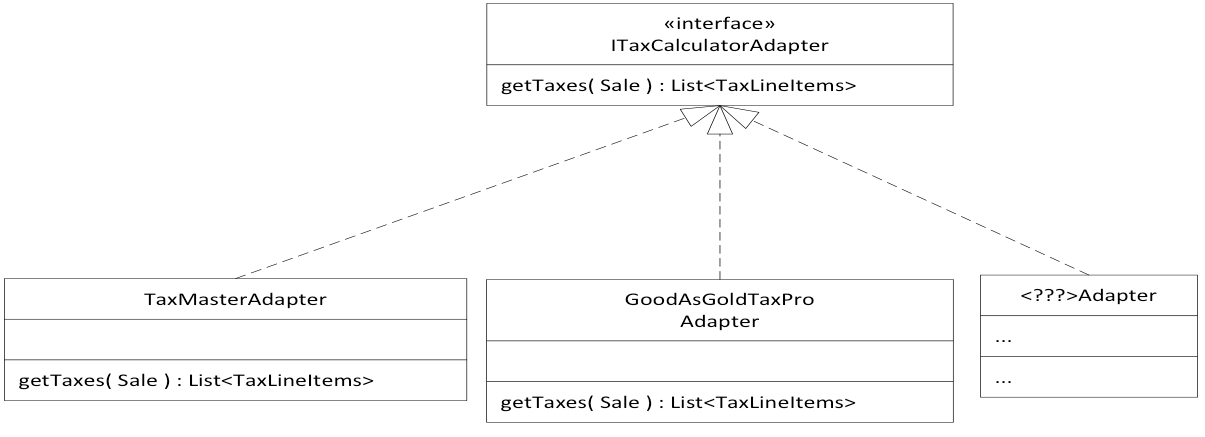 «interface»
ITaxCalculatorAdapter
getTaxes( Sale ) : List<TaxLineItems>
TaxMasterAdapter
getTaxes( Sale ) : List<TaxLineItems>
GoodAsGoldTaxPro
Adapter
getTaxes( Sale ) : List<TaxLineItems>
<???>Adapter
...
...